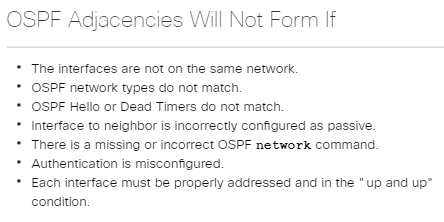 OSPF Adjacencies Will Not Form If
▪ The interfaces are not on the same network.
▪ OSPF network types do not match.
▪ OSPF Hello or Dead Timers do not match.
▪ Interface to neighbor is incorrectly configured as passive.
▪ There is a missing or incorrect OSPF network command.
▪ Authentication is misconfigured.
▪ Each interface must be properly addressed and in the "up and up"
condition.